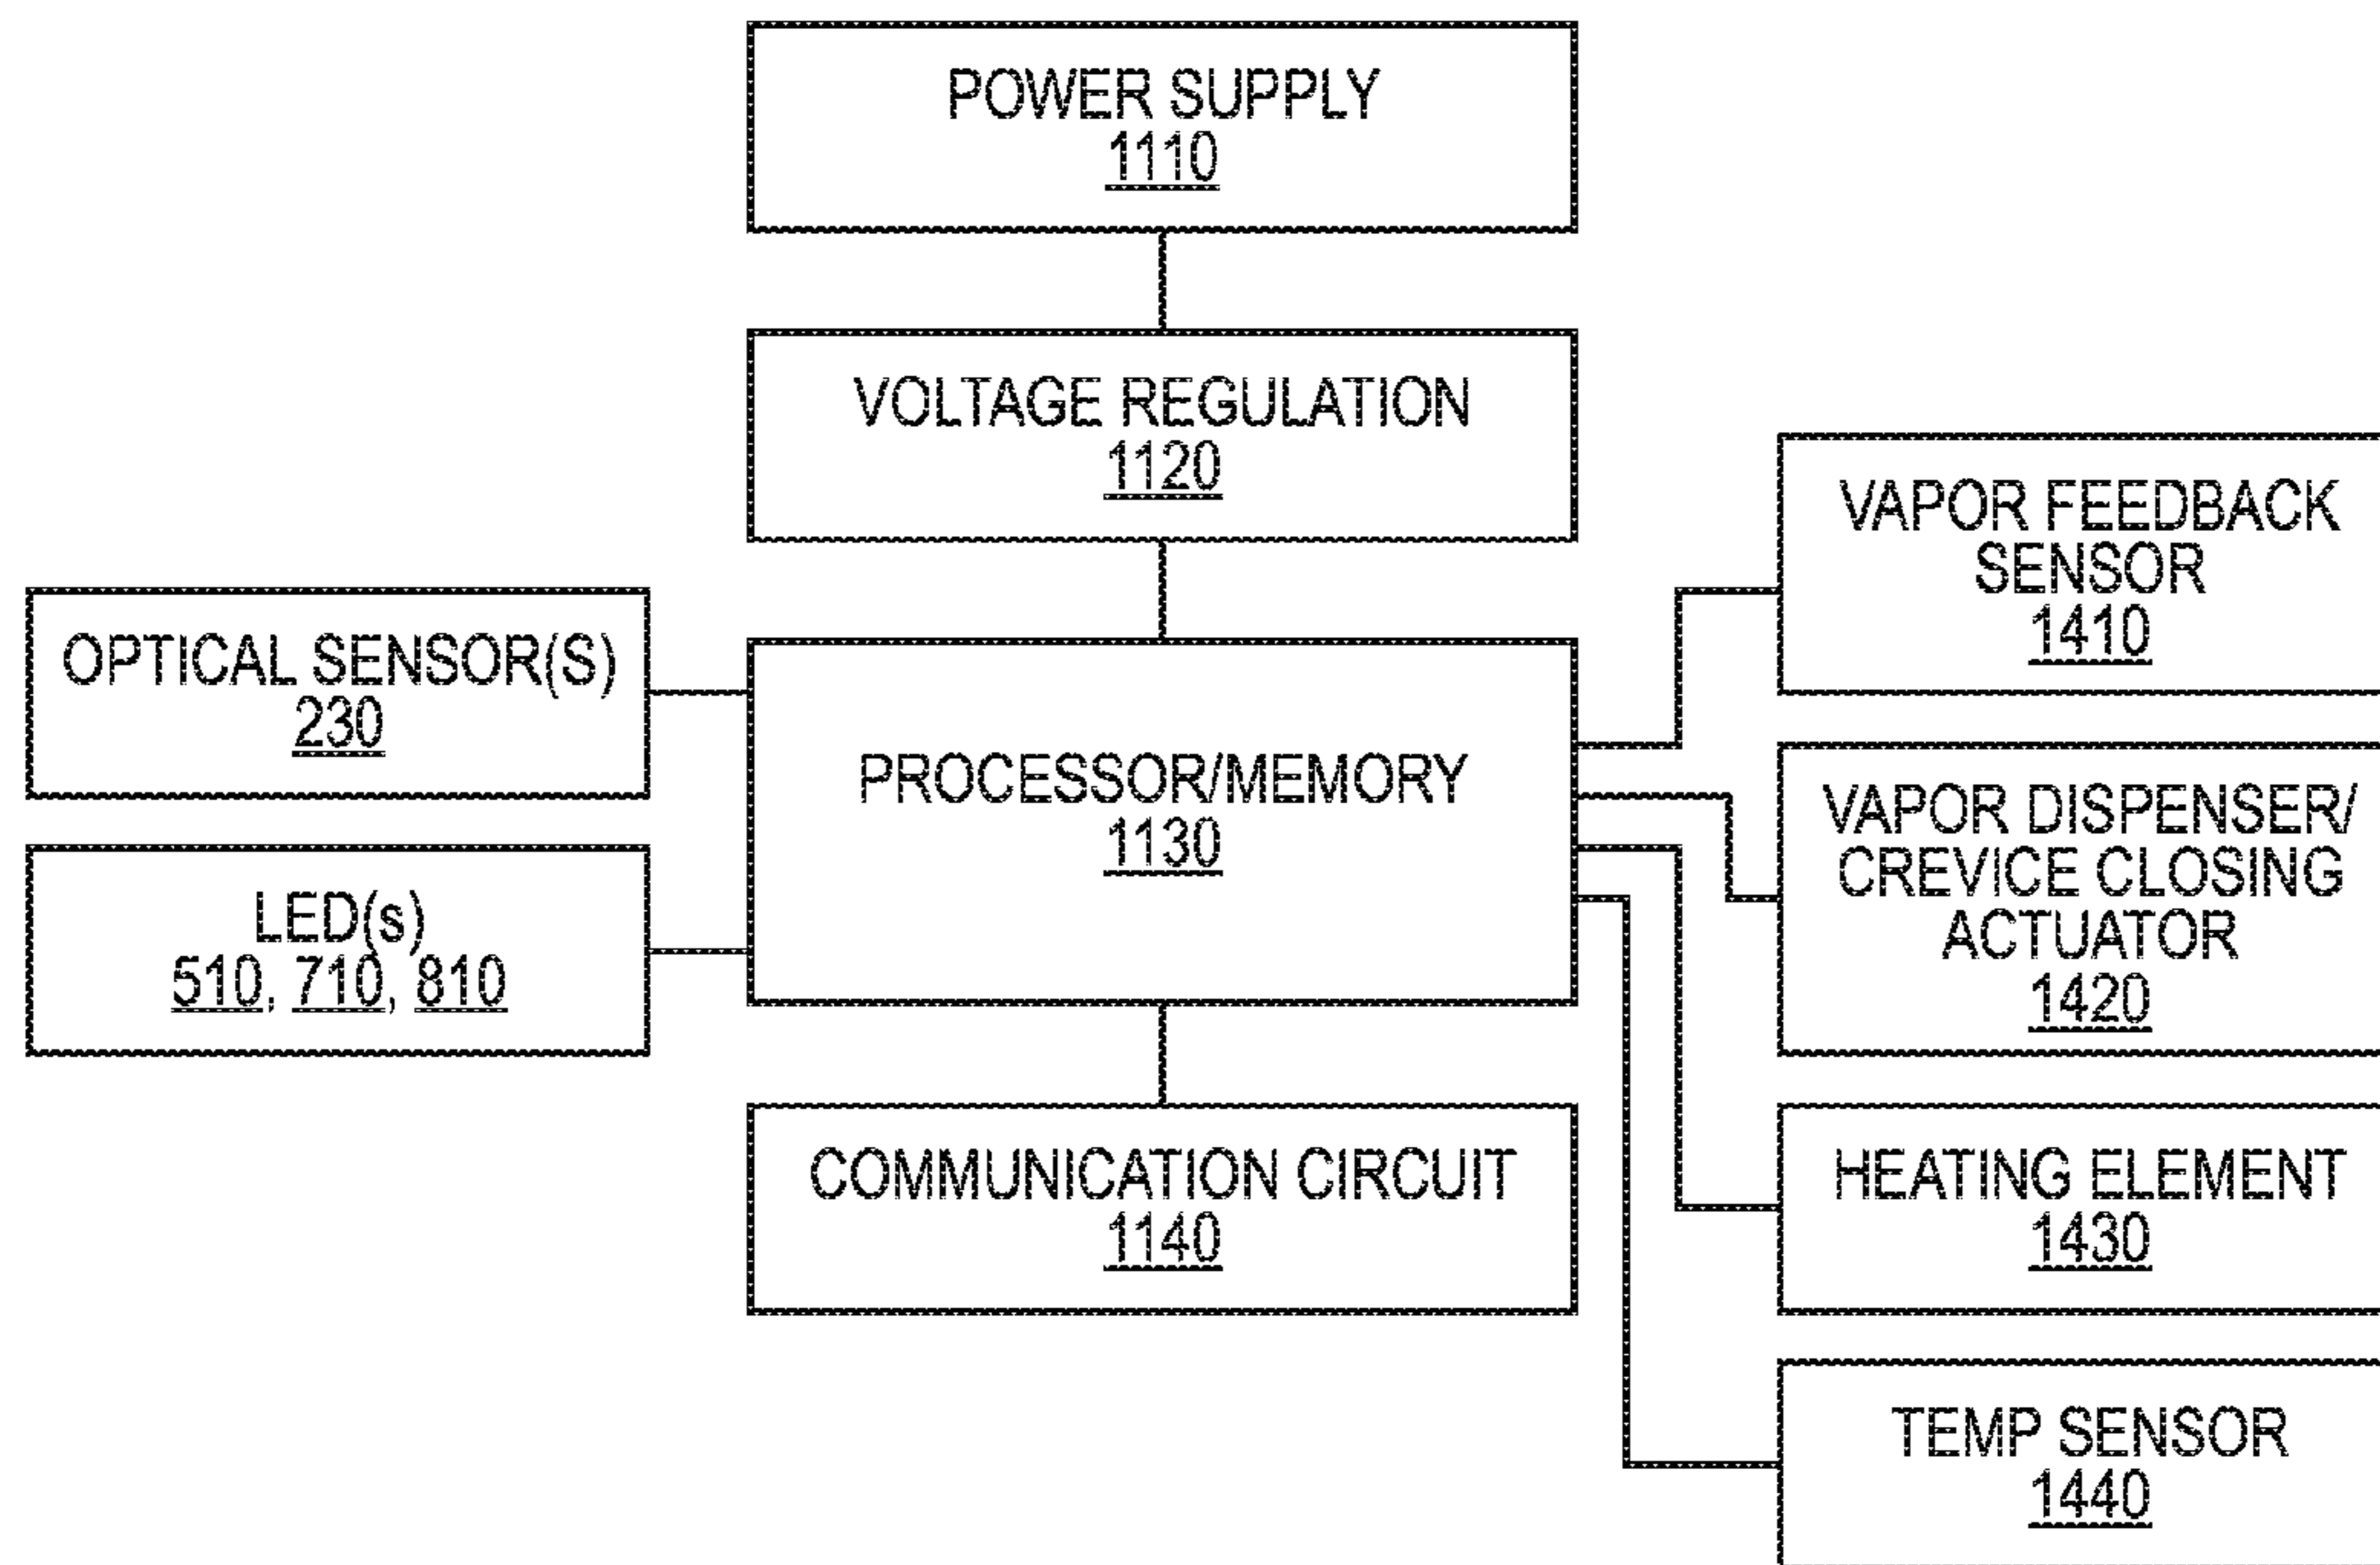 POWER SUPPLY
1110
VOLTAGE REGULATION
1120
OPTICAL SENSOR(S)
230
LED(s)
510, 710, 810
PROCESSOR/MEMORY
1130
COMMUNICATION CIRCUIT
1140
VAPOR FEEDBACK
SENSOR
1410
VAPOR DISPENSER/
CREVICE CLOSING
ACTUATOR
1420
HEATING ELEMENT
1430
TEMP SENSOR
1440